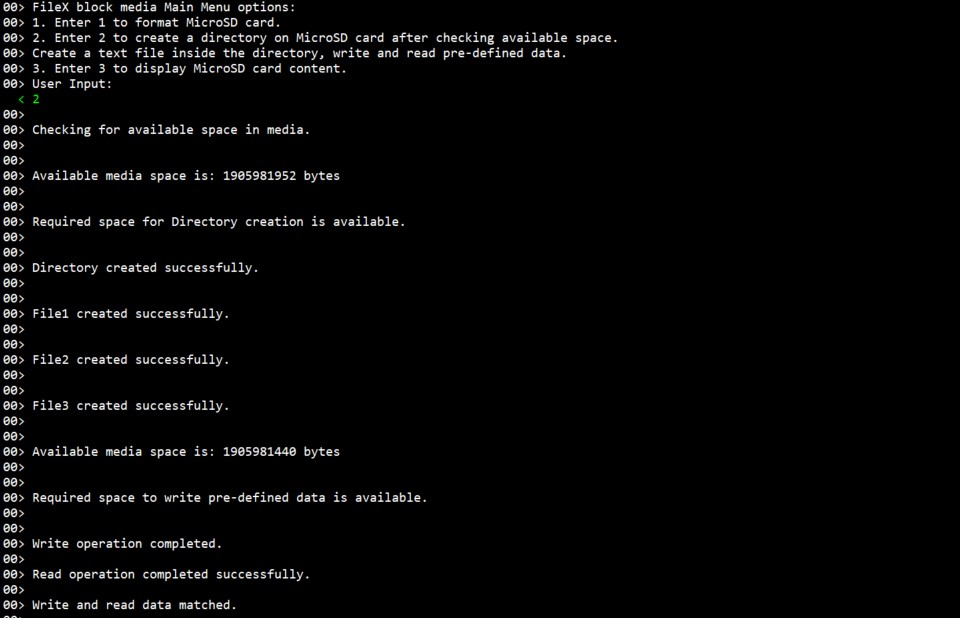 00> FileX block media Main Menu options:
00> 1. Enter 1 to format MicroSD card.
00> 2. Enter 2 to create a directory on MicroSD card after checking available space.
00> Create a text file inside the directory, write and read pre-defined data.
00> 3. Enter 3 to display MicroSD card content.
00> User Input:
< 2
00>
00> Checking for available space in media.
00>
00>
00> Available media space is: 1905981952 bytes
00>
00>
00> Required space for Directory creation is available.
00>
00>
00> Directory created successfully.
00>
00>
00> File1 created successfully.
00>
00>
00> File2 created successfully.
00>
00>
00> File3 created successfully.
00>
00>
00> Available media space is: 1905981440 bytes
00>
00>
00> Required space to write pre-defined data is available.
00>
00>
00> Write operation completed.
00>
00> Read operation completed successfully.
00>
00> Write and read data matched.
00>